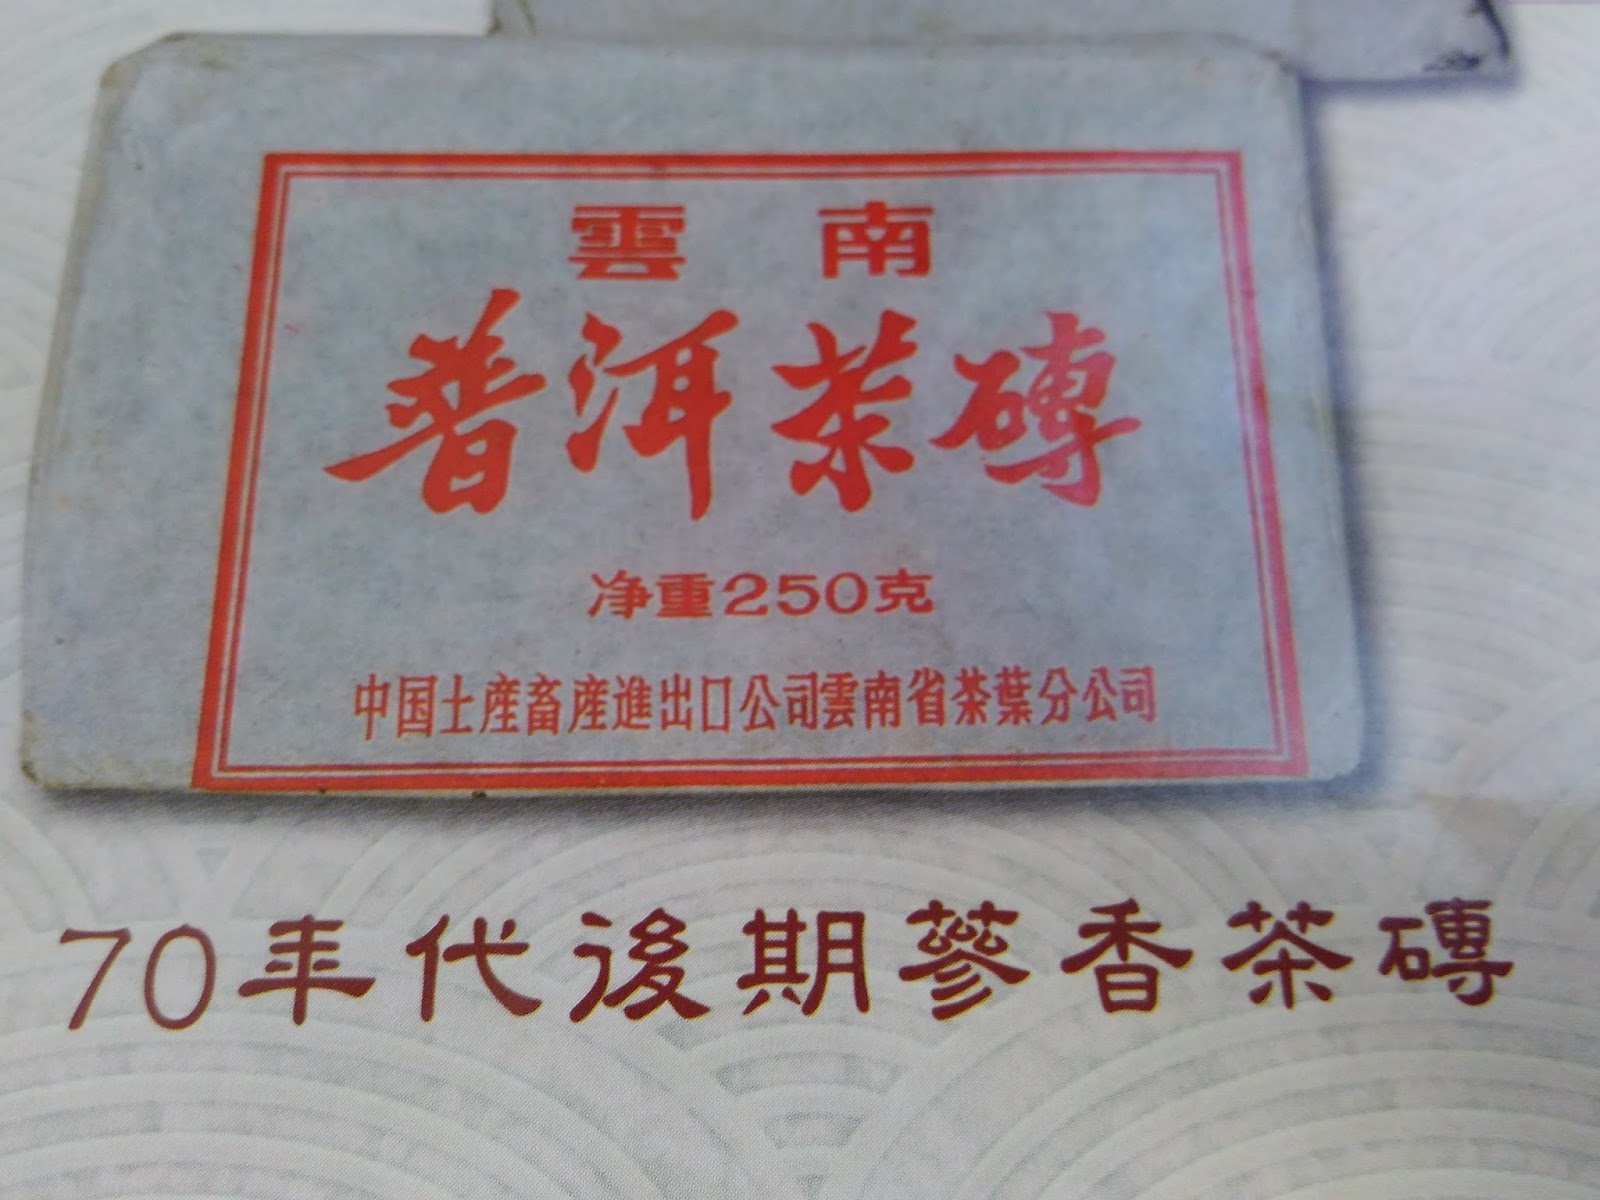 雲南
普洱茶磚
净重250克
中国土産畜産進出口公司雲南省茶葉分公司
70年代後期蔘香茶磚